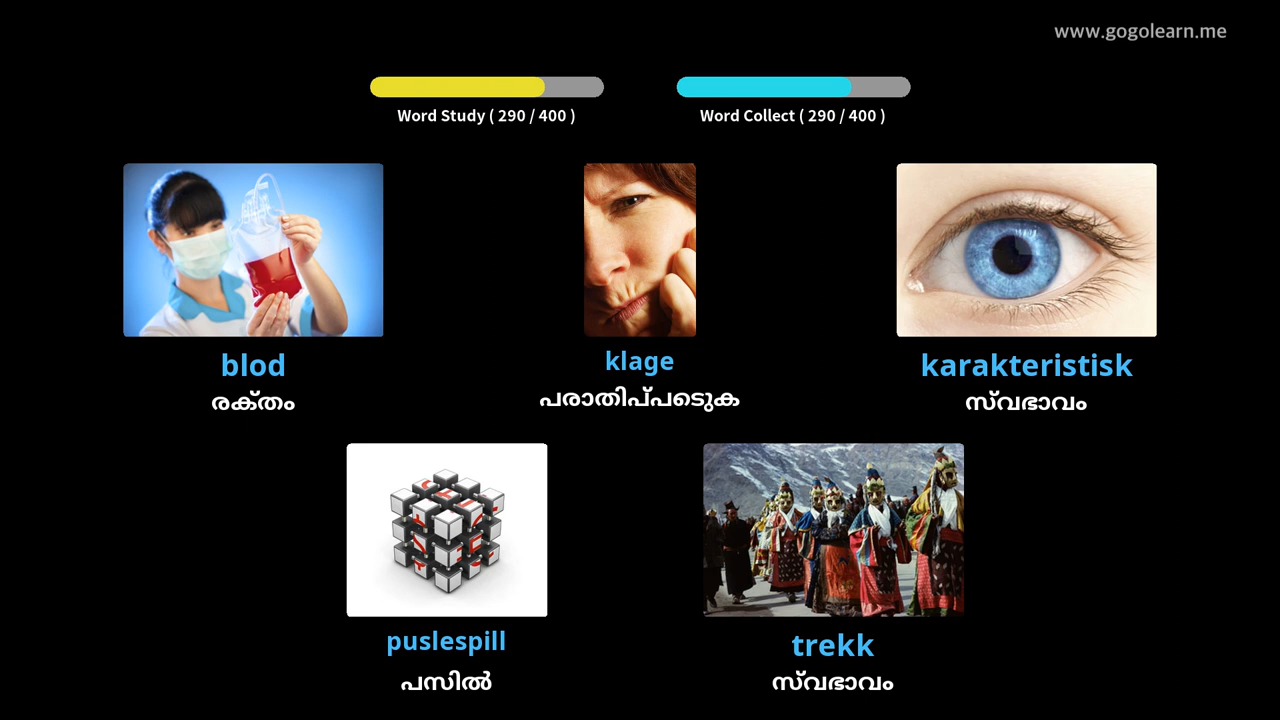 www.gogolearn.me
Word Study ( 290 / 400 )
Word Collect ( 290 / 400 )
blod
രക്തം
klage
പരാതിപ്പടെുക
karakteristisk
സ്വഭാവം
puslespill
പസിൽ
trekk
സ്വഭാവം